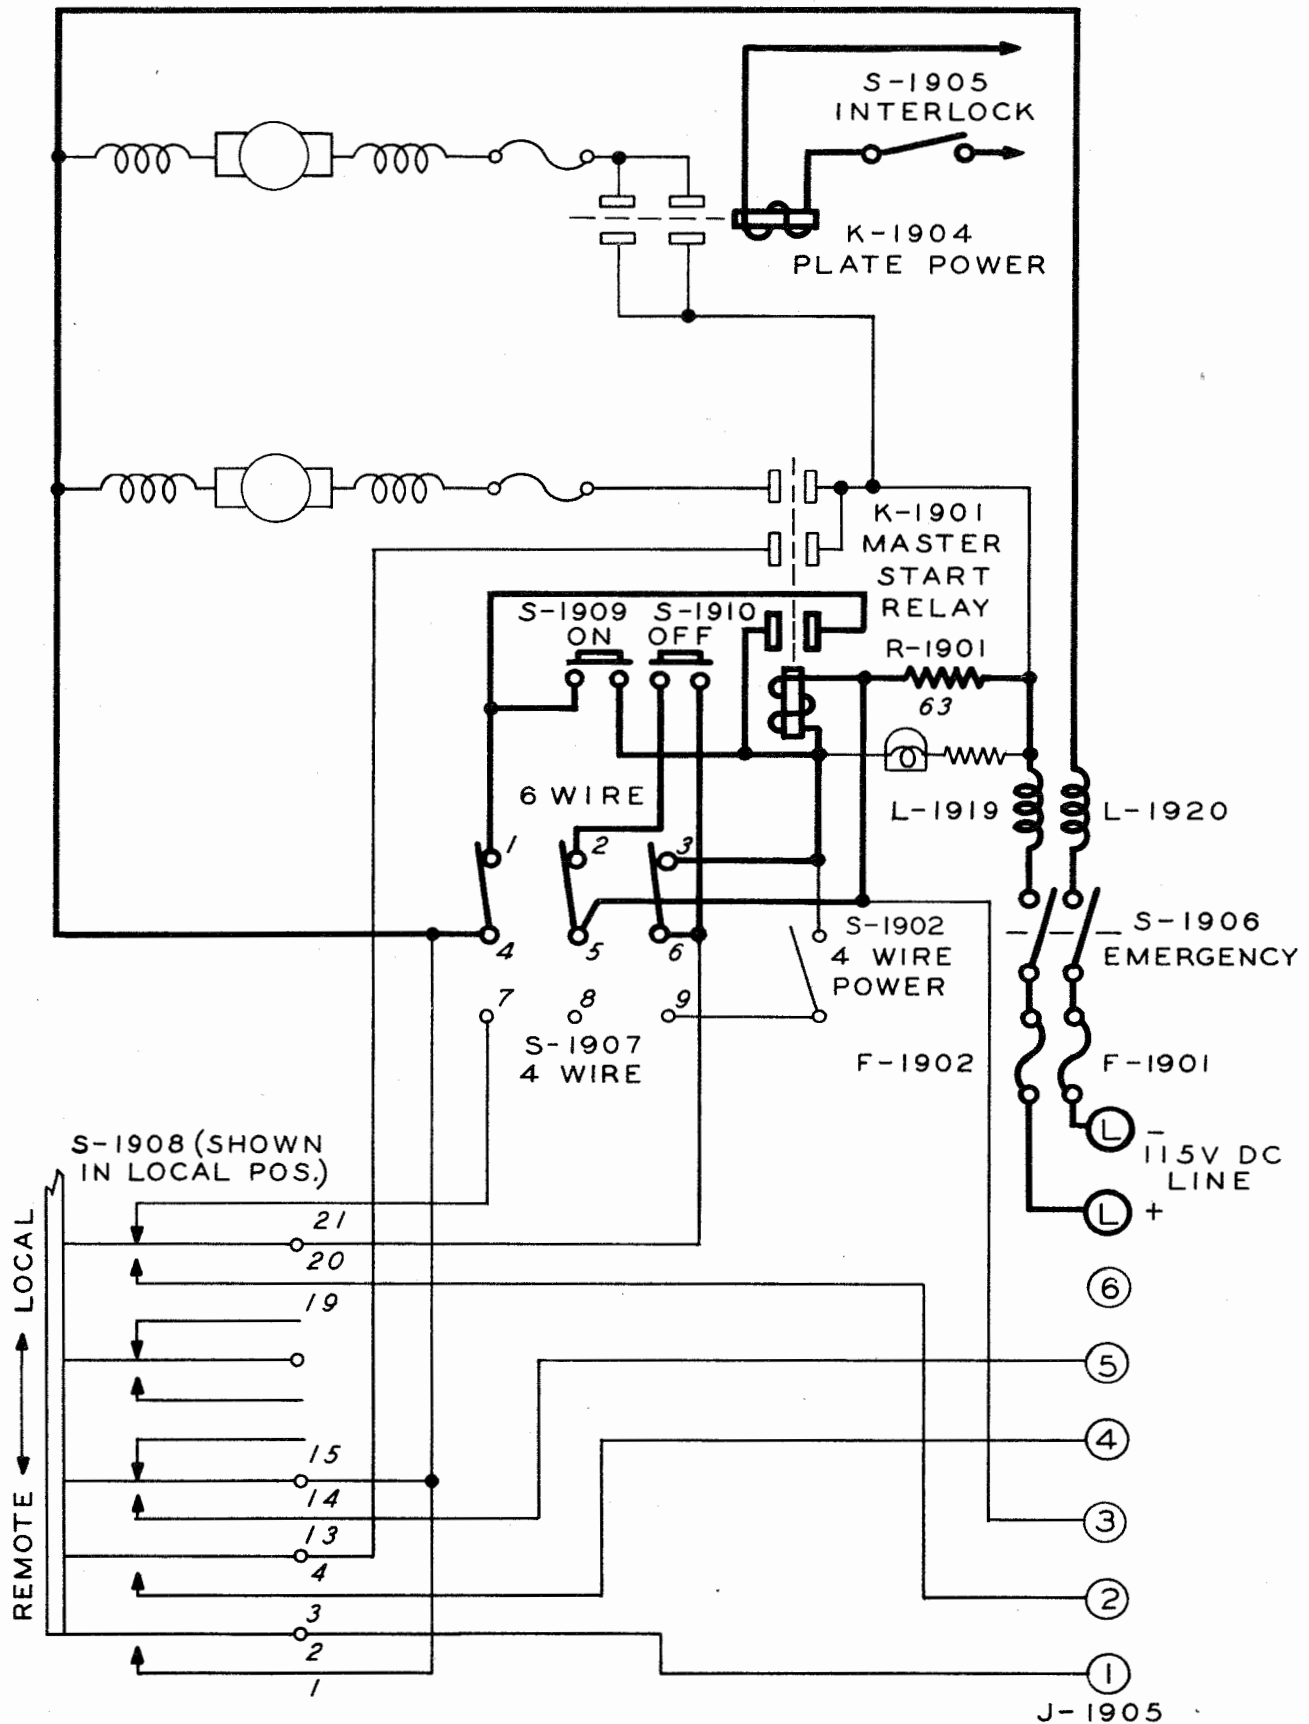 S-1905
INTERLOCK
K-1904
PLATE POWER
K-1901
MASTER
START
RELAY
S-1909
ON
S-1910
OFF
R-1901
63
6 WIRE
L-1919
L-1920
1
2
3
4
5
6
S-1902
4 WIRE
POWER
S-1906
EMERGENCY
7
8
9
S-1907
4 WIRE
F-1902
F-1901
L
-
115V DC
LINE
L
+
S-1908 (SHOWN
IN LOCAL POS.)
LOCAL
REMOTE
21
20
19
15
14
13
4
3
2
1
6
5
4
3
2
1
J-1905